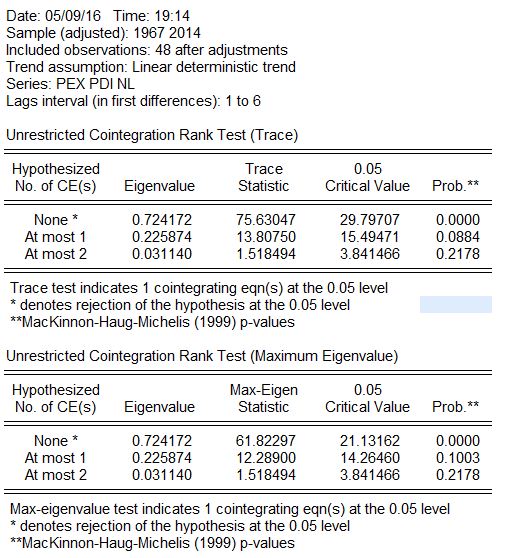 Date: 05/09/16 Time: 19:14
Sample (adjusted): 1967 2014
Included observations: 48 after adjustments
Trend assumption: Linear deterministic trend
Series: PEX PDI NL
Lags interval (in first differences): 1 to 6
Unrestricted Cointegration Rank Test (Trace)
Hypothesized Trace 0.05
No. of CE(s) Eigenvalue Statistic Critical Value Prob.**
None * 0.724172 75.63047 29.79707 0.0000
At most 1 0.225874 13.80750 15.49471 0.0884
At most 2 0.031140 1.518494 3.841466 0.2178
Trace test indicates 1 cointegrating eqn(s) at the 0.05 level
* denotes rejection of the hypothesis at the 0.05 level
**MacKinnon-Haug-Michelis (1999) p-values
Unrestricted Cointegration Rank Test (Maximum Eigenvalue)
Hypothesized Max-Eigen 0.05
No. of CE(s) Eigenvalue Statistic Critical Value Prob.**
None * 0.724172 61.82297 21.13162 0.0000
At most 1 0.225874 12.28900 14.26460 0.1003
At most 2 0.031140 1.518494 3.841466 0.2178
Max-eigenvalue test indicates 1 cointegrating eqn(s) at the 0.05 level
* denotes rejection of the hypothesis at the 0.05 level
**MacKinnon-Haug-Michelis (1999) p-values